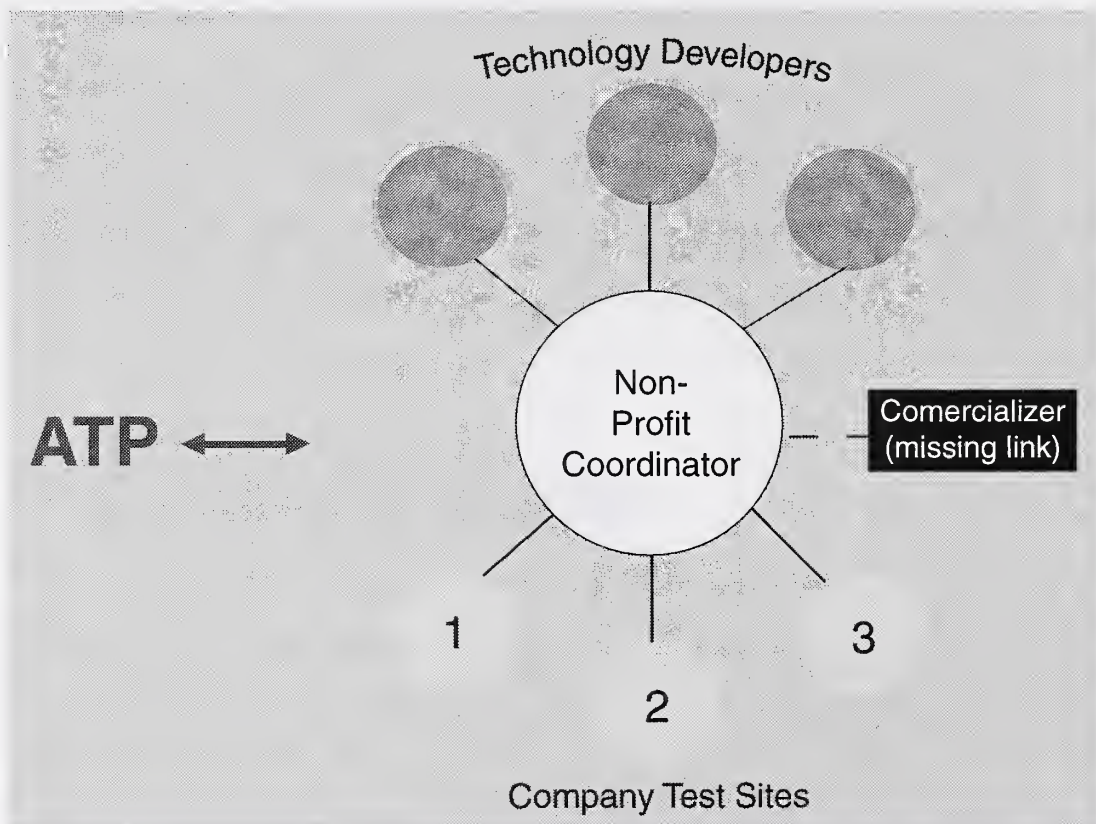 Technology Developers
Non-
Profit
Coordinator
Comercializer
(missing link)
ATP
1
2
3
Company Test Sites